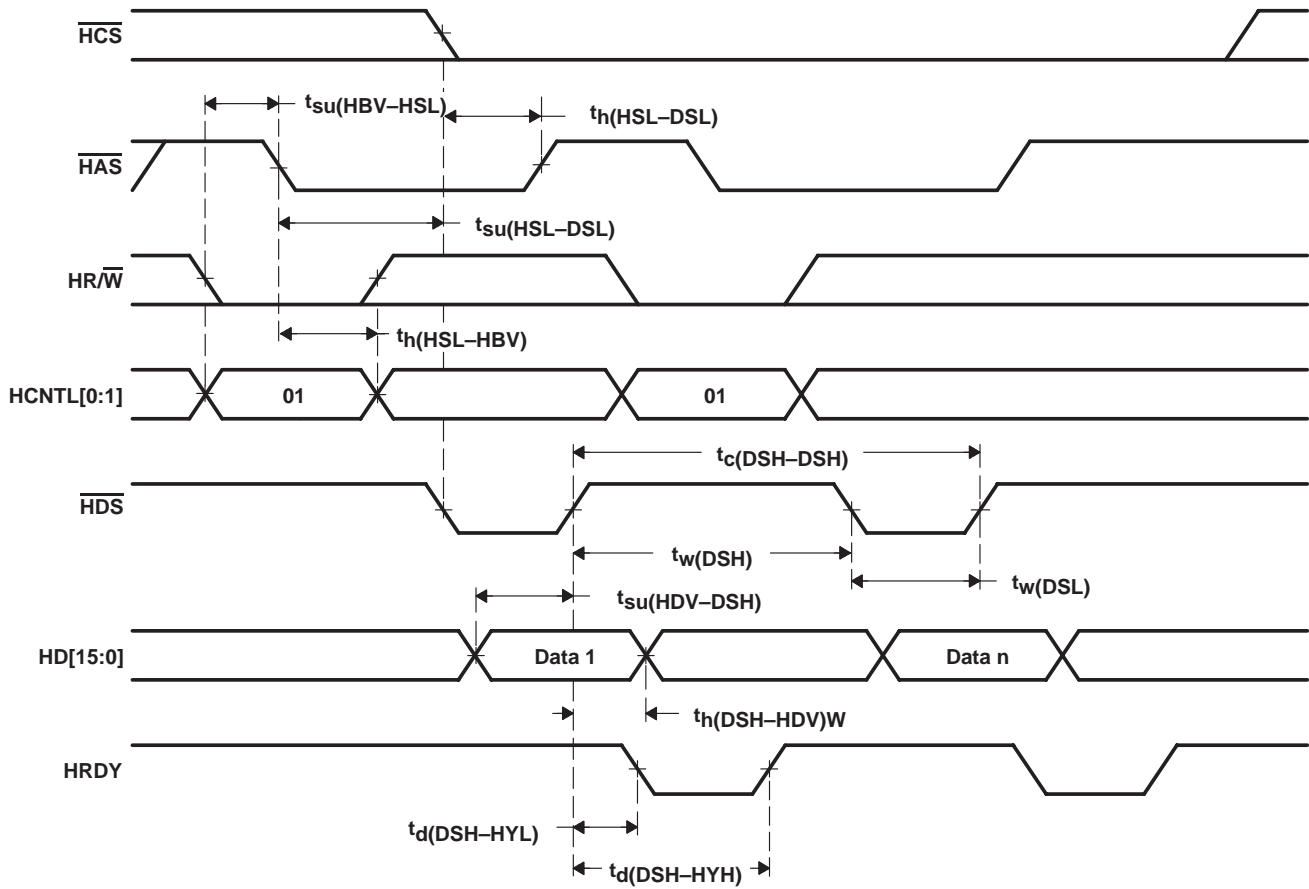 HCS
tsu(HBV–HSL)
th(HSL–DSL)
HAS
tsu(HSL–DSL)
HR/W
th(HSL–HBV)
HCNTL[0:1]
01
01
tc(DSH–DSH)
HDS
tw(DSH)
tw(DSL)
tsu(HDV–DSH)
HD[15:0]
Data 1
Data n
th(DSH–HDV)W
HRDY
td(DSH–HYL)
td(DSH–HYH)